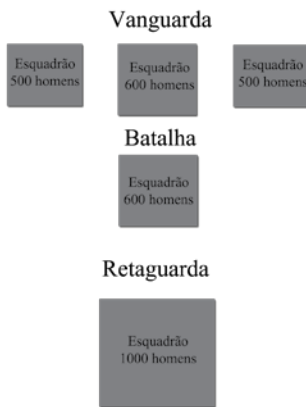 Vanguarda
Esquadrão
500 homens
Esquadrão
600 homens
Esquadrão
500 homens
Batalha
Esquadrão
600 homens
Retaguarda
Esquadrão
1000 homens